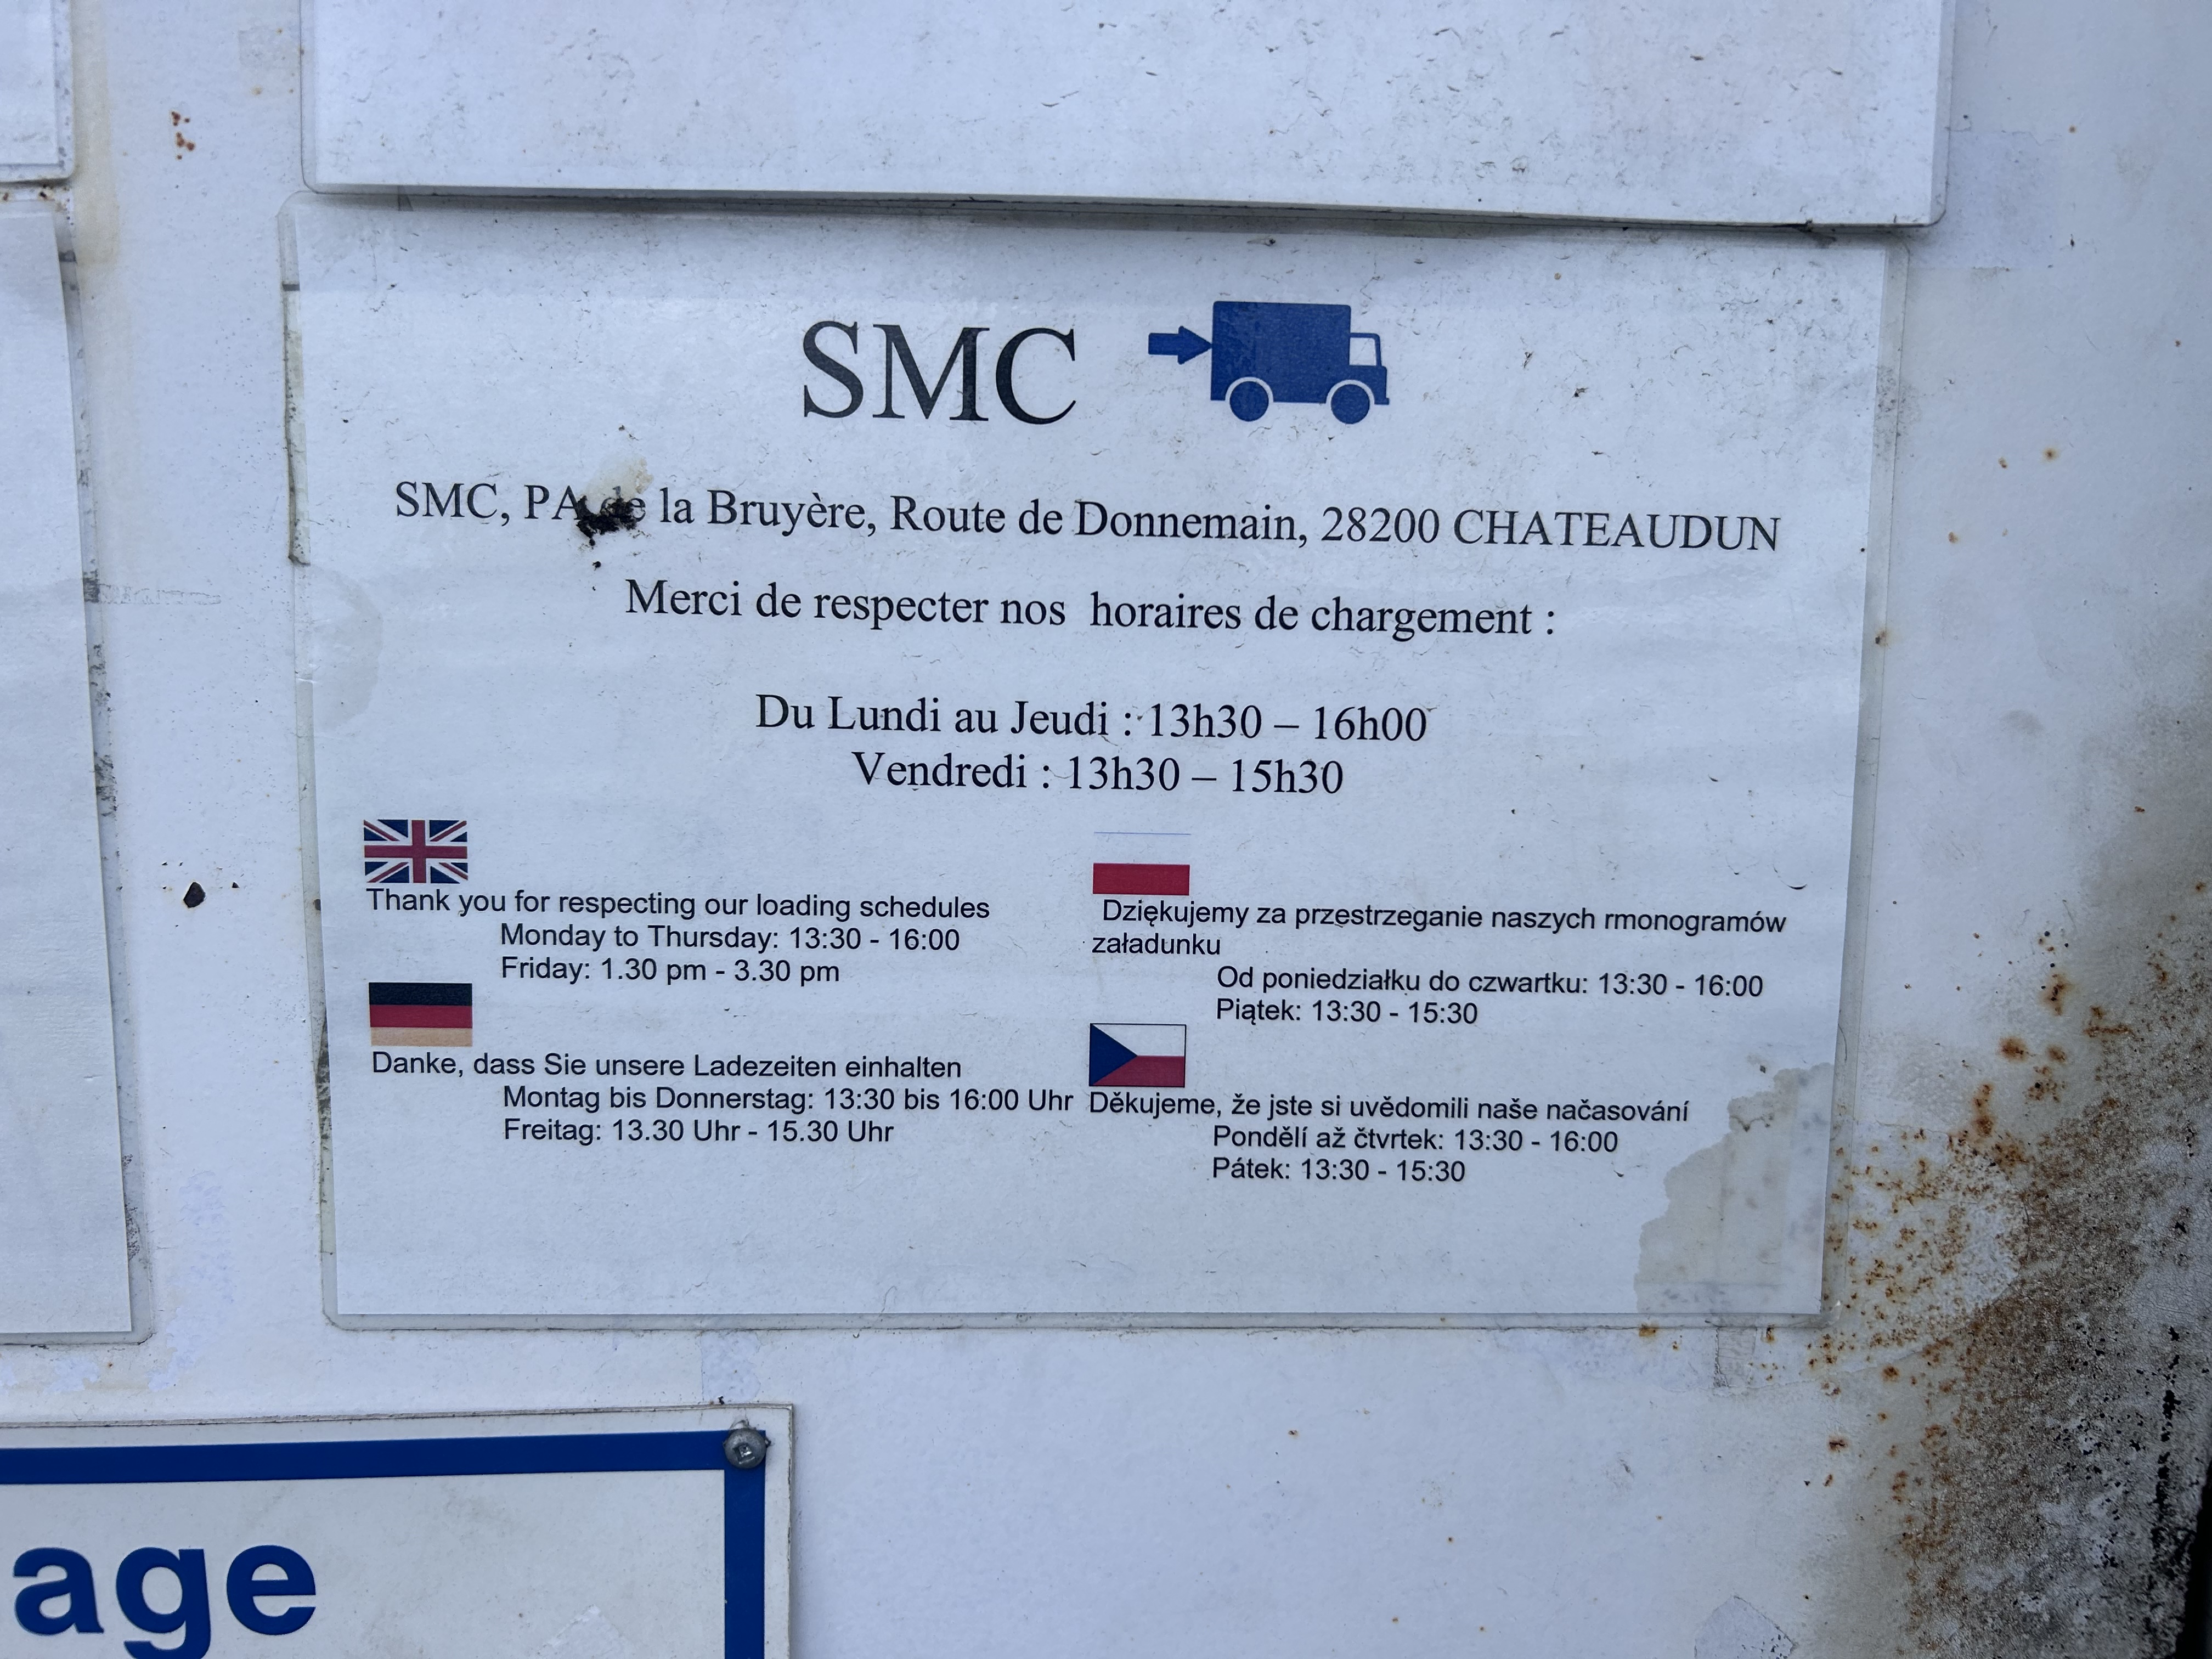 SMC
SMC, PA de la Bruyère, Route de Donnemain, 28200 CHATEAUDUN
Merci de respecter nos horaires de chargement :
Du Lundi au Jeudi : 13h30 – 16h00
Vendredi : 13h30 – 15h30
Thank you for respecting our loading schedules
Monday to Thursday: 13:30 - 16:00
Friday: 1.30 pm - 3.30 pm
Danke, dass Sie unsere Ladezeiten einhalten
Montag bis Donnerstag: 13:30 bis 16:00 Uhr
Freitag: 13.30 Uhr - 15.30 Uhr
Dziękujemy za przestrzeganie naszych rmonogramów
załadunku
Od poniedziałku do czwartku: 13:30 - 16:00
Piątek: 13:30 - 15:30
Děkujeme, že jste si uvědomili naše načasování
Pondělí až čtvrtek: 13:30 - 16:00
Pátek: 13:30 - 15:30
age